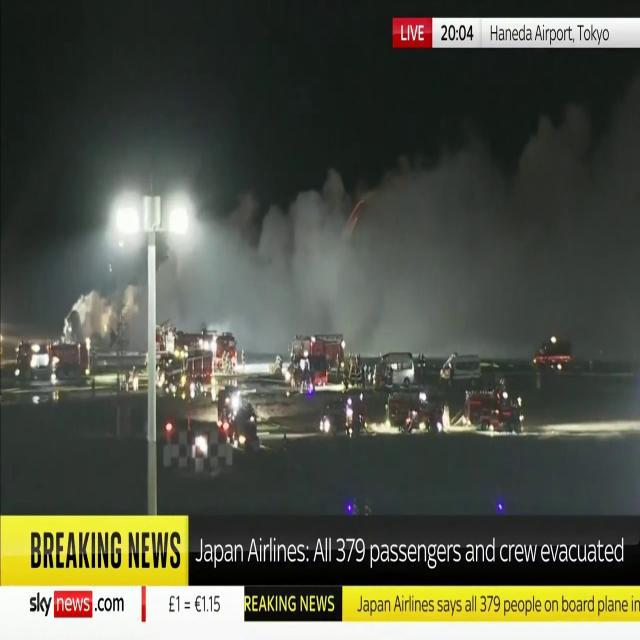 LIVE 20:04 Haneda Airport, Tokyo
BREAKING NEWS Japan Airlines: All 379 passengers and crew evacuated
sky news.com £1 = €1.15 REAKING NEWS Japan Airlines says all 379 people on board plane in